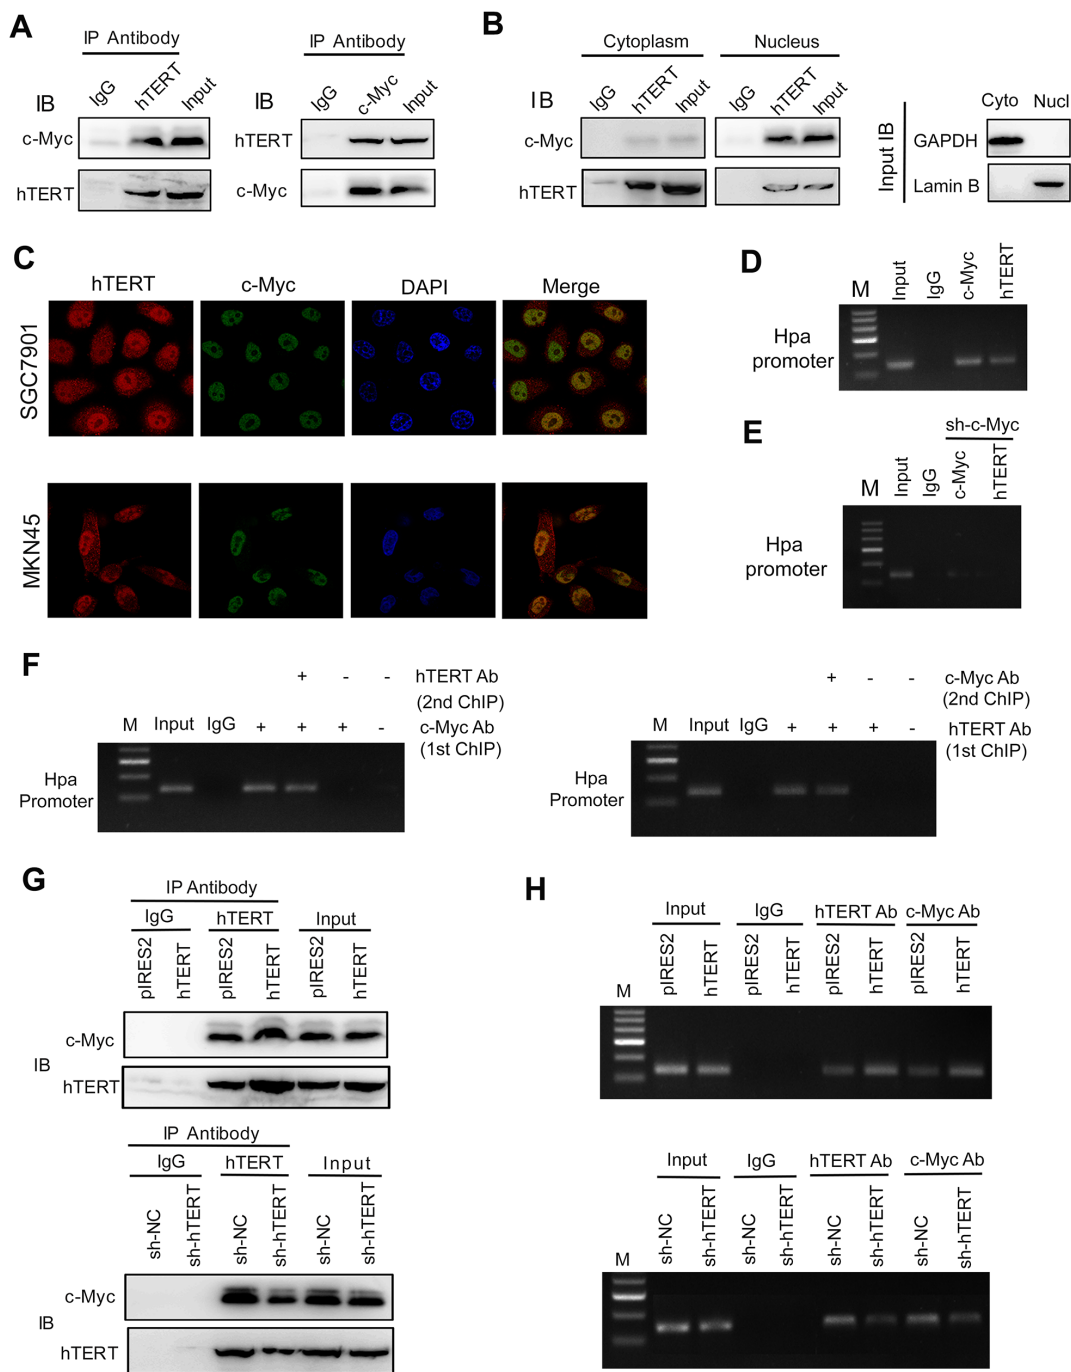 A
IP Antibody
IgG hTERT Input
IB
c-Myc
hTERT
IP Antibody
IgG c-Myc Input
IB
hTERT
c-Myc
B
Cytoplasm Nucleus
IgG hTERT Input IgG hTERT Input
IB
c-Myc
hTERT
Cyto Nucl
Input IB
GAPDH
Lamin B
C
hTERT c-Myc DAPI Merge
SGC7901
MKN45
D
M Input IgG c-Myc hTERT
Hpa
promoter
E
sh-c-Myc
M Input IgG c-Myc hTERT
Hpa
promoter
F
+ - - hTERT Ab
(2nd ChIP)
M Input IgG + + + - c-Myc Ab
(1st ChIP)
Hpa
Promoter
+ - - c-Myc Ab
(2nd ChIP)
M Input IgG + + + - hTERT Ab
(1st ChIP)
Hpa
Promoter
G
IP Antibody
IgG hTERT Input
pIRES2 hTERT pIRES2 hTERT pIRES2 hTERT
c-Myc
IB
hTERT
IP Antibody
IgG hTERT Input
sh-NC sh-hTERT sh-NC sh-hTERT sh-NC sh-hTERT
c-Myc
IB
hTERT
H
Input IgG hTERT Ab c-Myc Ab
M pIRES2 hTERT pIRES2 hTERT pIRES2 hTERT pIRES2 hTERT
Input IgG hTERT Ab c-Myc Ab
M sh-NC sh-hTERT sh-NC sh-hTERT sh-NC sh-hTERT sh-NC sh-hTERT